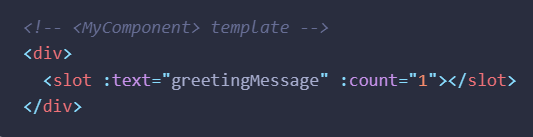 <!-- <MyComponent> template -->
<div>
  <slot :text="greetingMessage" :count="1"></slot>
</div>